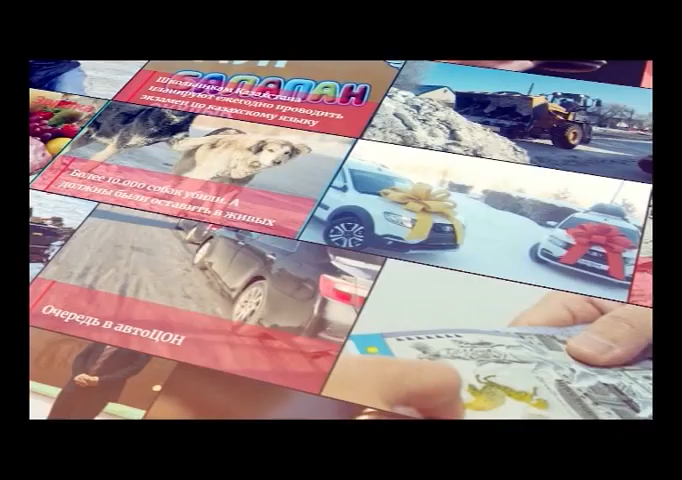 БАЛАПАН
Школьникам Казахстана
планируют ежегодно проводить
экзамен по казахскому языку
Более 10.000 собак убили. А
должны были оставить в живых
Очередь в автоЦОН